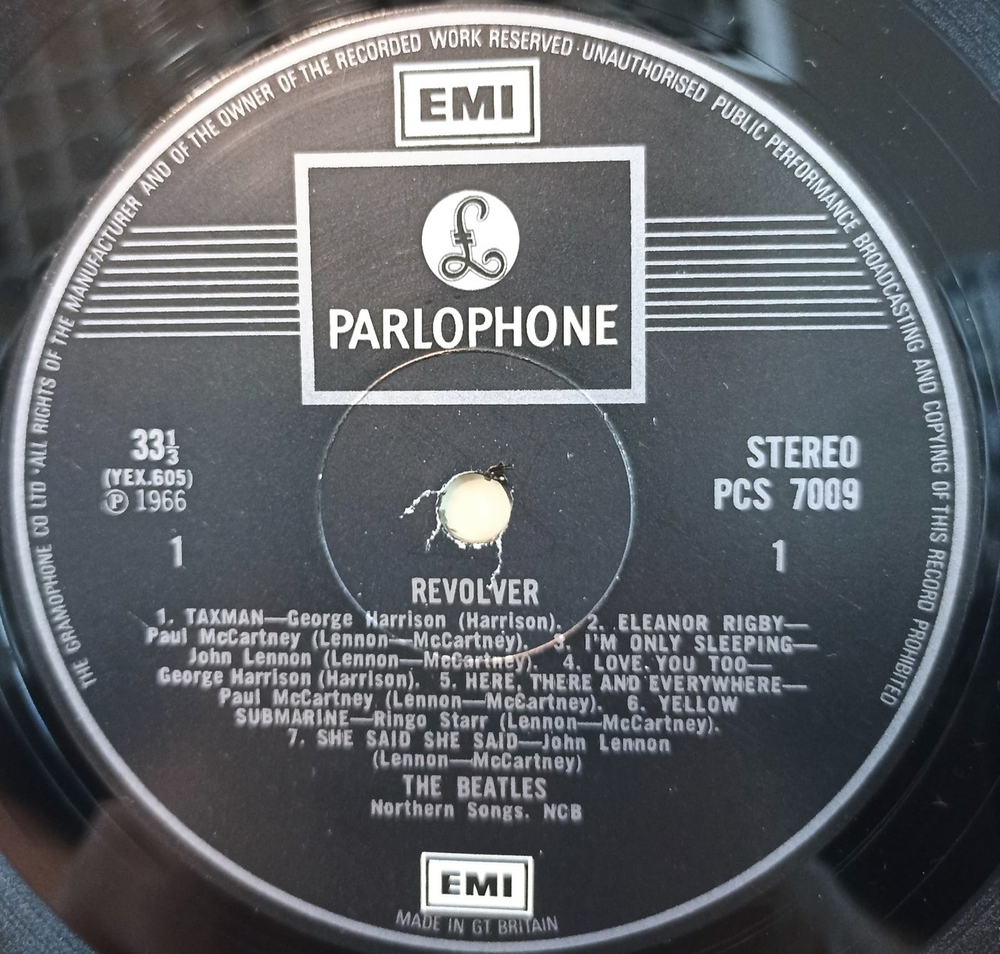 THE GRAMOPHONE CO LTD · ALL RIGHTS OF THE MANUFACTURER AND OF THE OWNER OF THE RECORDED WORK RESERVED · UNAUTHORISED PUBLIC PERFORMANCE BROADCASTING AND COPYING OF THIS RECORD PROHIBITED
EMI
£
PARLOPHONE
33⅓
(YEX.605)
℗ 1966
1
STEREO
PCS 7009
1
REVOLVER
1. TAXMAN—George Harrison (Harrison). 2. ELEANOR RIGBY—
Paul McCartney (Lennon—McCartney). 3. I'M ONLY SLEEPING—
John Lennon (Lennon—McCartney). 4. LOVE YOU TOO—
George Harrison (Harrison). 5. HERE, THERE AND EVERYWHERE—
Paul McCartney (Lennon—McCartney). 6. YELLOW
SUBMARINE—Ringo Starr (Lennon—McCartney).
7. SHE SAID SHE SAID—John Lennon
(Lennon—McCartney)
THE BEATLES
Northern Songs. NCB
EMI
MADE IN GT BRITAIN